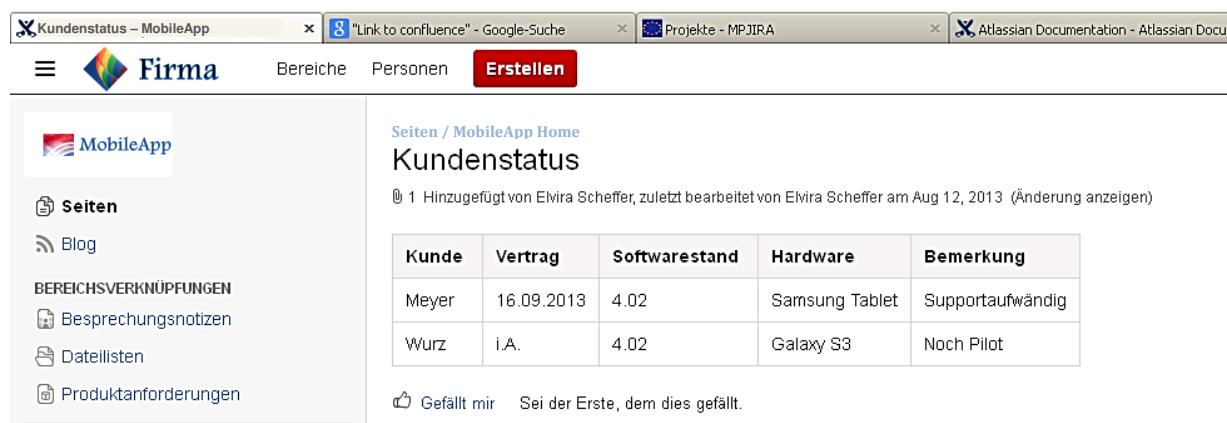 Kundenstatus – MobileApp × 8 "Link to confluence" - Google-Suche × Projekte - MPJIRA × Atlassian Documentation - Atlassian Docu
Firma Bereiche Personen Erstellen
MobileApp
Seiten
Blog
BEREICHSVERKNÜPFUNGEN
Besprechungsnotizen
Dateilisten
Produktanforderungen
Seiten / MobileApp Home
Kundenstatus
1 Hinzugefügt von Elvira Scheffer, zuletzt bearbeitet von Elvira Scheffer am Aug 12, 2013 (Änderung anzeigen)
Kunde Vertrag Softwarestand Hardware Bemerkung
Meyer 16.09.2013 4.02 Samsung Tablet Supportaufwändig
Wurz i.A. 4.02 Galaxy S3 Noch Pilot
Gefällt mir Sei der Erste, dem dies gefällt.